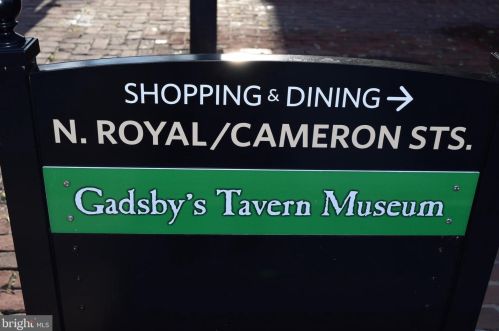 SHOPPING & DINING →
N. ROYAL/CAMERON STS.
Gadsby's Tavern Museum
bright MLS